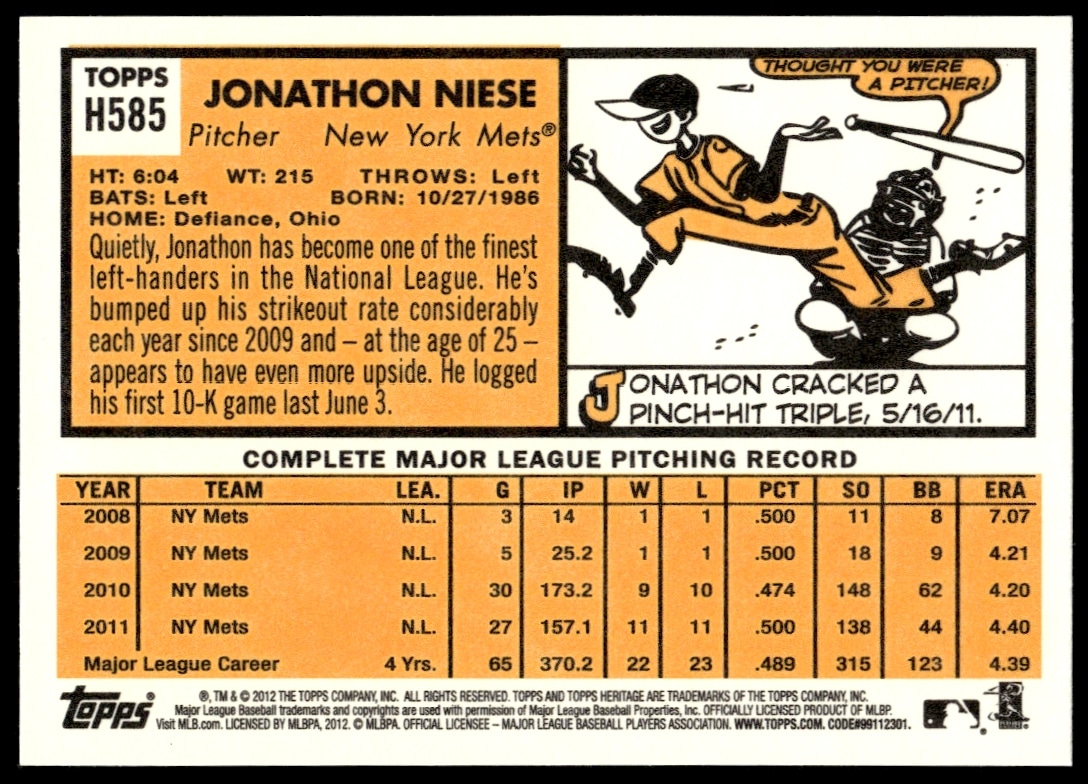 TOPPS
H585
JONATHON NIESE
Pitcher New York Mets®
HT: 6:04 WT: 215 THROWS: Left
BATS: Left BORN: 10/27/1986
HOME: Defiance, Ohio
Quietly, Jonathon has become one of the finest
left-handers in the National League. He's
bumped up his strikeout rate considerably
each year since 2009 and – at the age of 25 –
appears to have even more upside. He logged
his first 10-K game last June 3.
THOUGHT YOU WERE
A PITCHER!
JONATHON CRACKED A
PINCH-HIT TRIPLE, 5/16/11.
COMPLETE MAJOR LEAGUE PITCHING RECORD
YEAR TEAM LEA. G IP W L PCT SO BB ERA
2008 NY Mets N.L. 3 14 1 1 .500 11 8 7.07
2009 NY Mets N.L. 5 25.2 1 1 .500 18 9 4.21
2010 NY Mets N.L. 30 173.2 9 10 .474 148 62 4.20
2011 NY Mets N.L. 27 157.1 11 11 .500 138 44 4.40
Major League Career 4 Yrs. 65 370.2 22 23 .489 315 123 4.39
Topps®
®, TM & © 2012 THE TOPPS COMPANY, INC. ALL RIGHTS RESERVED. TOPPS AND TOPPS HERITAGE ARE TRADEMARKS OF THE TOPPS COMPANY, INC.
Major League Baseball trademarks and copyrights are used with permission of Major League Baseball Properties, Inc. OFFICIALLY LICENSED PRODUCT OF MLBP.
Visit MLB.com. LICENSED BY MLBPA, 2012. © MLBPA. OFFICIAL LICENSEE – MAJOR LEAGUE BASEBALL PLAYERS ASSOCIATION. WWW.TOPPS.COM. CODE#99112301.